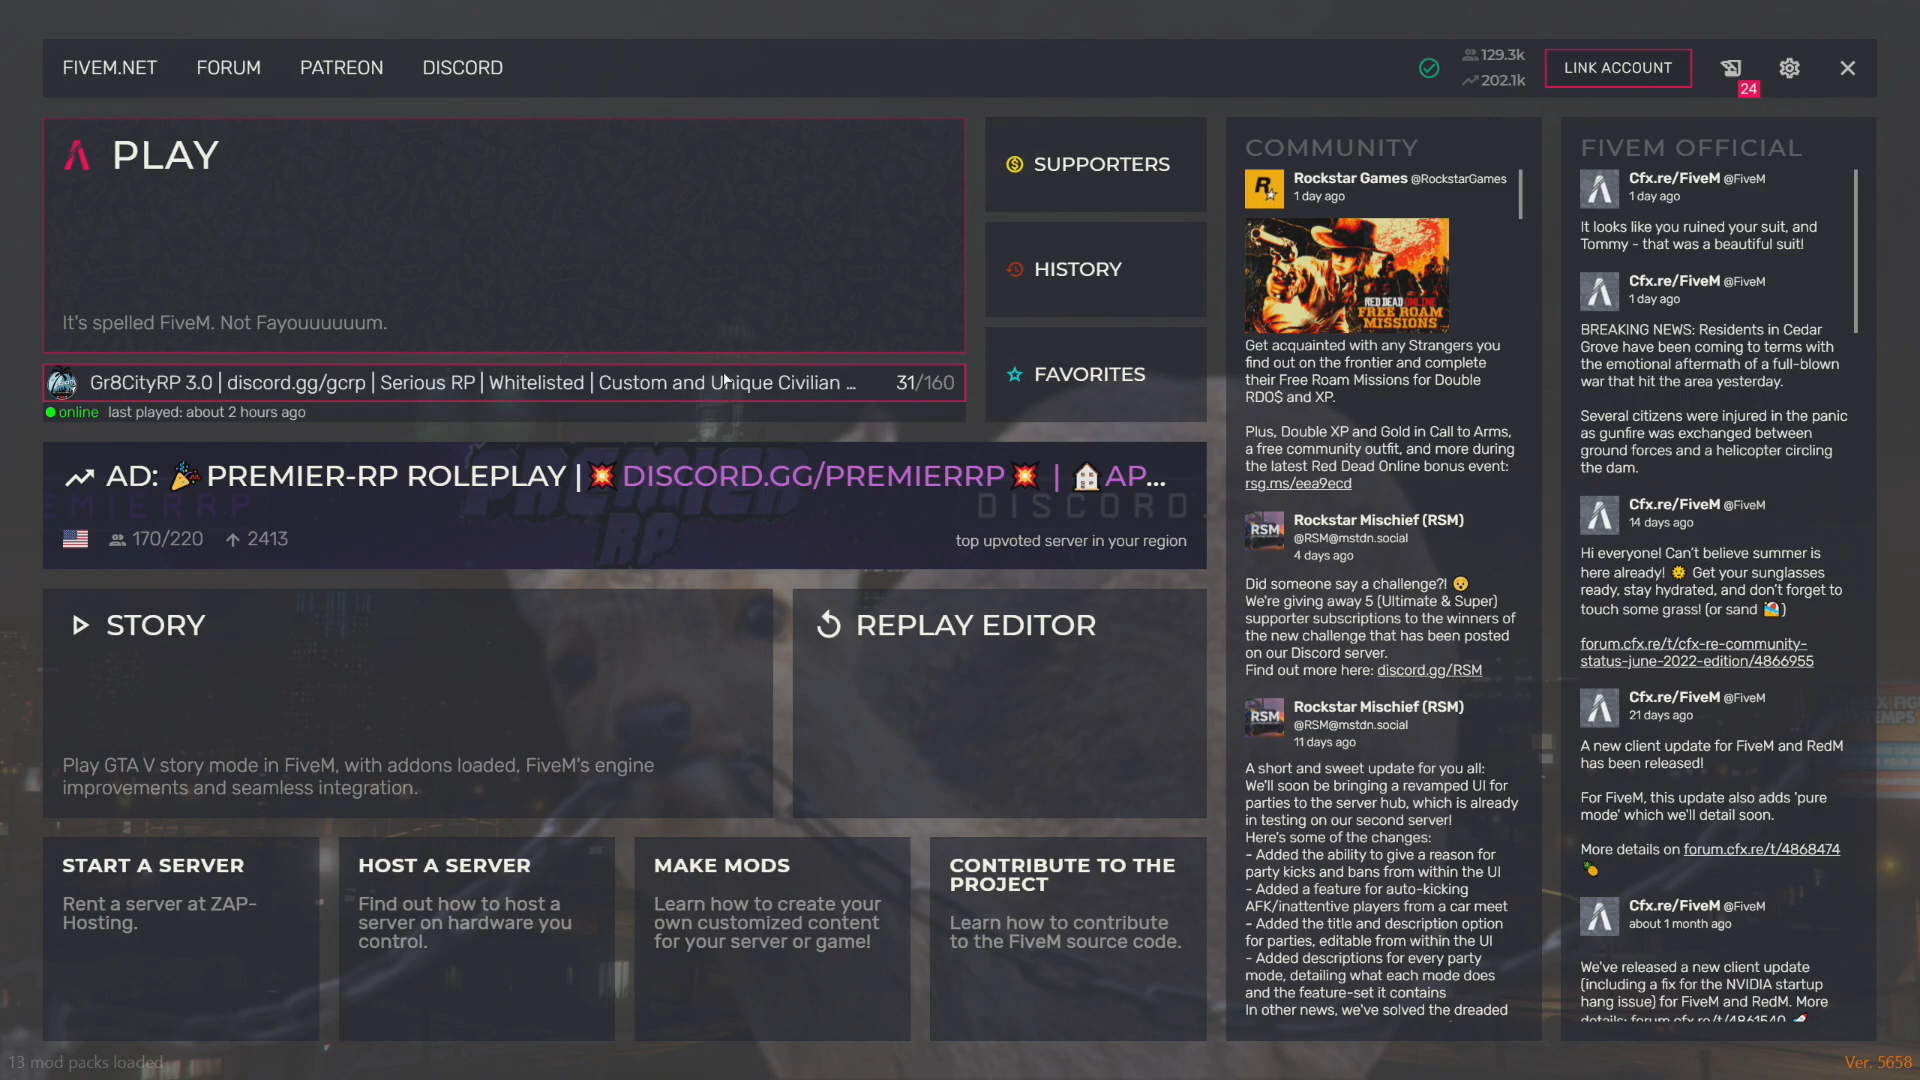 FIVEM.NET
FORUM
PATREON
DISCORD
129.3k
202.1k
LINK ACCOUNT
24
PLAY
It's spelled FiveM. Not Fayouuuuuum.
Gr8CityRP 3.0 | discord.gg/gcrp | Serious RP | Whitelisted | Custom and Unique Civilian ...
31/160
online last played: about 2 hours ago
SUPPORTERS
HISTORY
FAVORITES
AD: 🎉PREMIER-RP ROLEPLAY |💥DISCORD.GG/PREMIERRP💥 | 🏠AP...
PREMIER
RP
DISCORD
170/220
2413
top upvoted server in your region
STORY
Play GTA V story mode in FiveM, with addons loaded, FiveM's engine
improvements and seamless integration.
REPLAY EDITOR
START A SERVER
Rent a server at ZAP-
Hosting.
HOST A SERVER
Find out how to host a
server on hardware you
control.
MAKE MODS
Learn how to create your
own customized content
for your server or game!
CONTRIBUTE TO THE
PROJECT
Learn how to contribute
to the FiveM source code.
COMMUNITY
Rockstar Games @RockstarGames
1 day ago
RED DEAD ONLINE
FREE ROAM
MISSIONS
Get acquainted with any Strangers you
find out on the frontier and complete
their Free Roam Missions for Double
RDO$ and XP.
Plus, Double XP and Gold in Call to Arms,
a free community outfit, and more during
the latest Red Dead Online bonus event:
rsg.ms/eea9ecd
RSM
Rockstar Mischief (RSM)
@RSM@mstdn.social
4 days ago
Did someone say a challenge?! 😮
We're giving away 5 (Ultimate & Super)
supporter subscriptions to the winners of
the new challenge that has been posted
on our Discord server.
Find out more here: discord.gg/RSM
RSM
Rockstar Mischief (RSM)
@RSM@mstdn.social
11 days ago
A short and sweet update for you all:
We'll soon be bringing a revamped UI for
parties to the server hub, which is already
in testing on our second server!
Here's some of the changes:
- Added the ability to give a reason for
party kicks and bans from within the UI
- Added a feature for auto-kicking
AFK/inattentive players from a car meet
- Added the title and description option
for parties, editable from within the UI
- Added descriptions for every party
mode, detailing what each mode does
and the feature-set it contains
In other news, we've solved the dreaded
FIVEM OFFICIAL
Cfx.re/FiveM @FiveM
1 day ago
It looks like you ruined your suit, and
Tommy - that was a beautiful suit!
Cfx.re/FiveM @FiveM
1 day ago
BREAKING NEWS: Residents in Cedar
Grove have been coming to terms with
the emotional aftermath of a full-blown
war that hit the area yesterday.
Several citizens were injured in the panic
as gunfire was exchanged between
ground forces and a helicopter circling
the dam.
Cfx.re/FiveM @FiveM
14 days ago
Hi everyone! Can't believe summer is
here already! 🌞 Get your sunglasses
ready, stay hydrated, and don't forget to
touch some grass! (or sand 🏖)
forum.cfx.re/t/cfx-re-community-
status-june-2022-edition/4866955
Cfx.re/FiveM @FiveM
21 days ago
A new client update for FiveM and RedM
has been released!
For FiveM, this update also adds 'pure
mode' which we'll detail soon.
More details on forum.cfx.re/t/4868474
🍍
Cfx.re/FiveM @FiveM
about 1 month ago
We've released a new client update
(including a fix for the NVIDIA startup
hang issue) for FiveM and RedM. More
details: forum.cfx.re/t/4861540 🚀
13 mod packs loaded
Ver. 5658